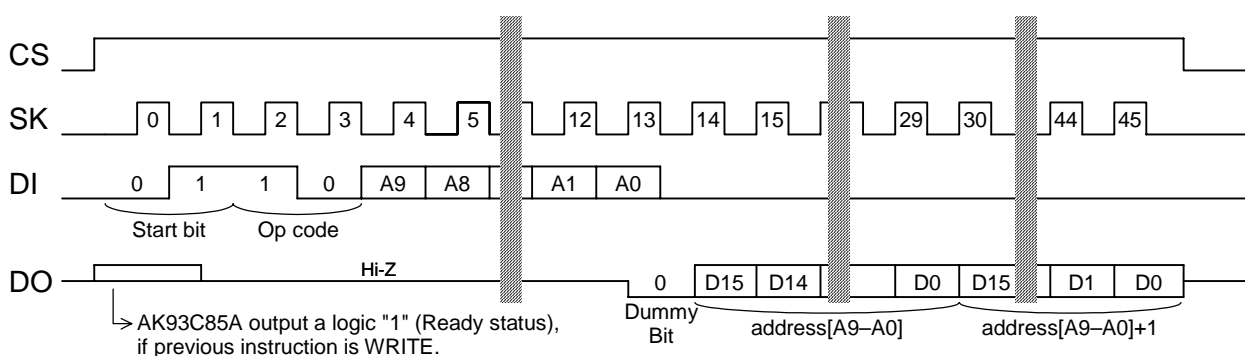 CS
SK 0 1 2 3 4 5 12 13 14 15 29 30 44 45
DI 0 1 1 0 A9 A8 A1 A0
Start bit Op code
DO Hi-Z 0 D15 D14 D0 D15 D1 D0
Dummy
Bit
address[A9–A0] address[A9–A0]+1
AK93C85A output a logic "1" (Ready status),
if previous instruction is WRITE.